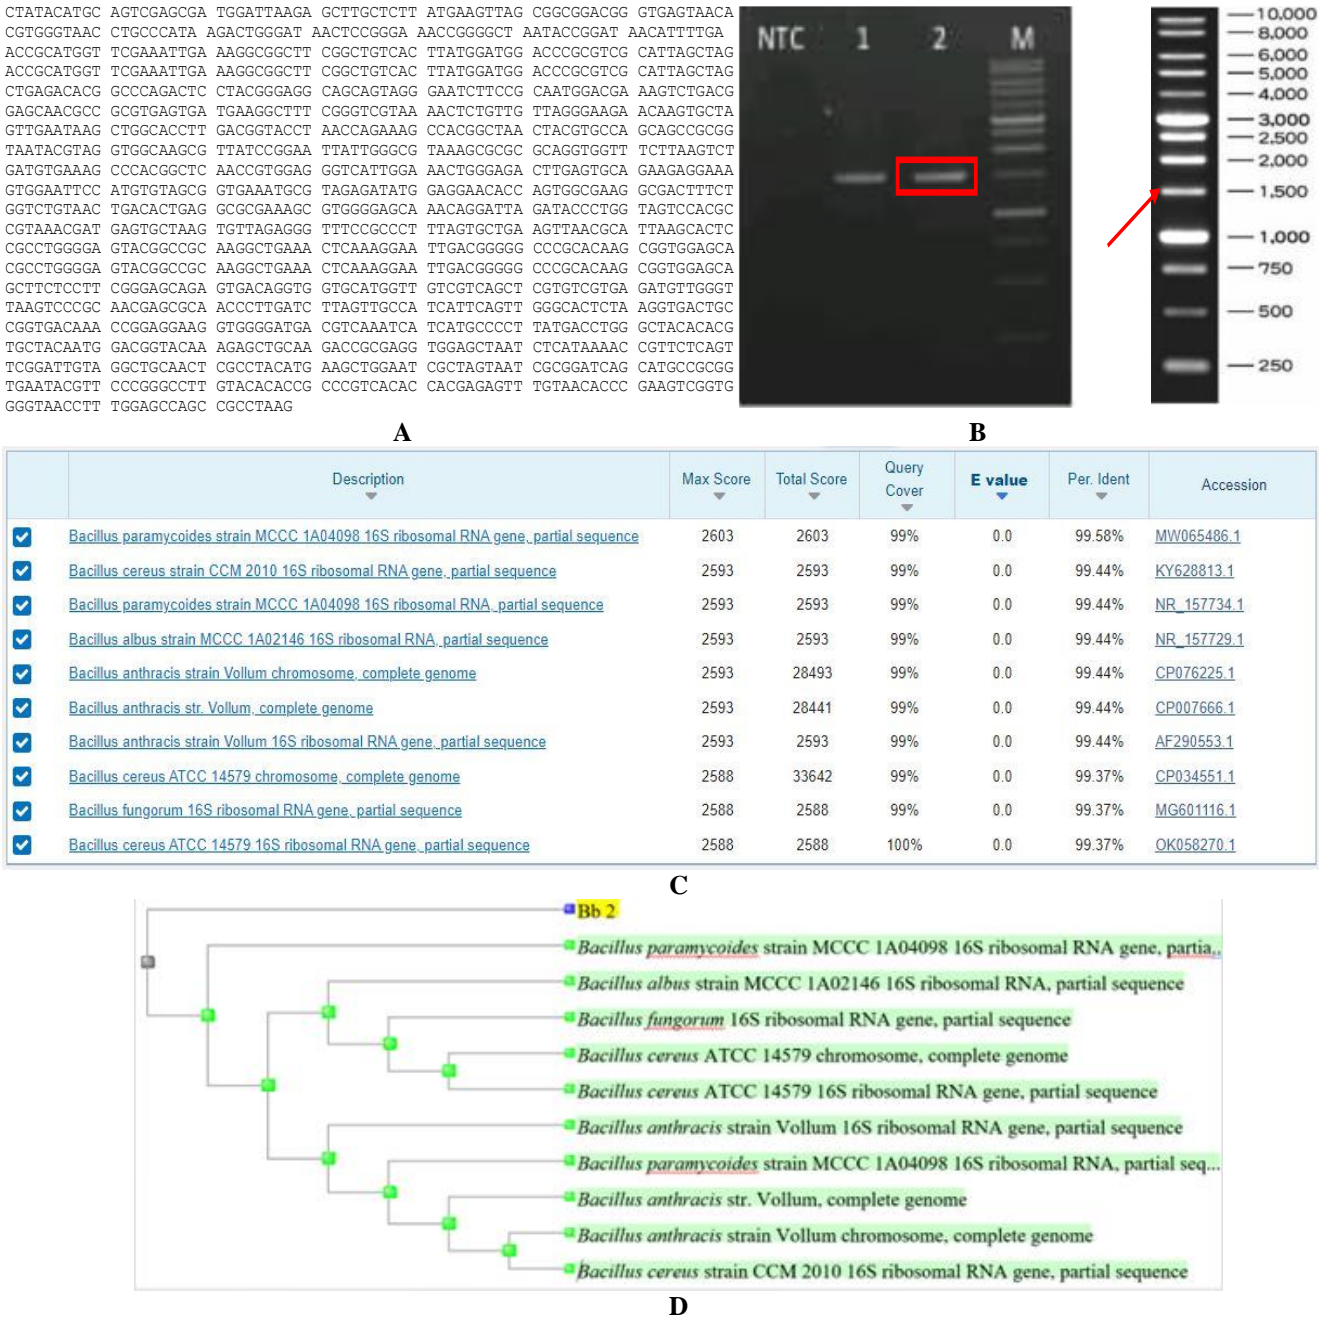 CTATACATGC AGTCGAGCGA TGGATTAAGA GCTTGCTCTT ATGAAGTTAG CGGCGGACGG GTGAGTAACA
CGTGGGTAAC CTGCCCATA AGACTGGGAT AACTCCGGGA AACCGGGGCT AATACCGGAT AACATTTTGA
ACCGCATGGT TCGAAATTGA AAGGCGGCTT CGGCTGTCAC TTATGGATGG ACCCGCGTCG CATTAGCTAG
ACCGCATGGT TCGAAATTGA AAGGCGGCTT CGGCTGTCAC TTATGGATGG ACCCGCGTCG CATTAGCTAG
CTGAGACACG GCCCAGACTC CTACGGGAGG CAGCAGTAGG GAATCTTCCG CAATGGACGA AAGTCTGACG
GAGCAACGCC GCGTGAGTGA TGAAGGCTTT CGGGTCGTAA AACTCTGTTG TTAGGGAAGA ACAAGTGCTA
GTTGAATAAG CTGGCACCTT GACGGTACCT AACCAGAAAG CCACGGCTAA CTACGTGCCA GCAGCCGCGG
TAATACGTAG GTGGCAAGCG TTATCCGGAA TTATTGGGCG TAAAGCGCGC GCAGGTGGTT TCTTAAGTCT
GATGTGAAAG CCCACGGCTC AACCGTGGAG GGTCATTGGA AACTGGGAGA CTTGAGTGCA GAAGAGGAAA
GTGGAATTCC ATGTGTAGCG GTGAAATGCG TAGAGATATG GAGGAACACC AGTGGCGAAG GCGACTTTCT
GGTCTGTAAC TGACACTGAG GCGCGAAAGC GTGGGGAGCA AACAGGATTA GATACCCTGG TAGTCCACGC
CGTAAACGAT GAGTGCTAAG TGTTAGAGGG TTTCCGCCCT TTAGTGCTGA AGTTAACGCA TTAAGCACTC
CGCCTGGGGA GTACGGCCGC AAGGCTGAAA CTCAAAGGAA TTGACGGGGG CCCGCACAAG CGGTGGAGCA
CGCCTGGGGA GTACGGCCGC AAGGCTGAAA CTCAAAGGAA TTGACGGGGG CCCGCACAAG CGGTGGAGCA
GCTTCTCCTT CGGGAGCAGA GTGACAGGTG GTGCATGGTT GTCGTCAGCT CGTGTCGTGA GATGTTGGGT
TAAGTCCCGC AACGAGCGCA ACCCTTGATC TTAGTTGCCA TCATTCAGTT GGGCACTCTA AGGTGACTGC
CGGTGACAAA CCGGAGGAAG GTGGGGATGA CGTCAAATCA TCATGCCCCT TATGACCTGG GCTACACACG
TGCTACAATG GACGGTACAA AGAGCTGCAA GACCGCGAGG TGGAGCTAAT CTCATAAAAC CGTTCTCAGT
TCGGATTGTA GGCTGCAACT CGCCTACATG AAGCTGGAAT CGCTAGTAAT CGCGGATCAG CATGCCGCGG
TGAATACGTT CCCGGGCCTT GTACACACCG CCCGTCACAC CACGAGAGTT TGTAACACCC GAAGTCGGTG
GGGTAACCTT TGGAGCCAGC CGCCTAAG
A
NTC 1 2 M
10.000
8.000
6.000
5.000
4.000
3,000
2.500
2.000
1.500
1,000
750
500
250
B
Description Max Score Total Score Query Cover E value Per. Ident Accession
Bacillus paramycoides strain MCCC 1A04098 16S ribosomal RNA gene, partial sequence 2603 2603 99% 0.0 99.58% MW065486.1
Bacillus cereus strain CCM 2010 16S ribosomal RNA gene, partial sequence 2593 2593 99% 0.0 99.44% KY628813.1
Bacillus paramycoides strain MCCC 1A04098 16S ribosomal RNA, partial sequence 2593 2593 99% 0.0 99.44% NR_157734.1
Bacillus albus strain MCCC 1A02146 16S ribosomal RNA, partial sequence 2593 2593 99% 0.0 99.44% NR_157729.1
Bacillus anthracis strain Vollum chromosome, complete genome 2593 28493 99% 0.0 99.44% CP076225.1
Bacillus anthracis str. Vollum, complete genome 2593 28441 99% 0.0 99.44% CP007666.1
Bacillus anthracis strain Vollum 16S ribosomal RNA gene, partial sequence 2593 2593 99% 0.0 99.44% AF290553.1
Bacillus cereus ATCC 14579 chromosome, complete genome 2588 33642 99% 0.0 99.37% CP034551.1
Bacillus fungorum 16S ribosomal RNA gene, partial sequence 2588 2588 99% 0.0 99.37% MG601116.1
Bacillus cereus ATCC 14579 16S ribosomal RNA gene, partial sequence 2588 2588 100% 0.0 99.37% OK058270.1
C
Bb 2
Bacillus paramycoides strain MCCC 1A04098 16S ribosomal RNA gene, partia...
Bacillus albus strain MCCC 1A02146 16S ribosomal RNA, partial sequence
Bacillus fungorum 16S ribosomal RNA gene, partial sequence
Bacillus cereus ATCC 14579 chromosome, complete genome
Bacillus cereus ATCC 14579 16S ribosomal RNA gene, partial sequence
Bacillus anthracis strain Vollum 16S ribosomal RNA gene, partial sequence
Bacillus paramycoides strain MCCC 1A04098 16S ribosomal RNA, partial seq...
Bacillus anthracis str. Vollum, complete genome
Bacillus anthracis strain Vollum chromosome, complete genome
Bacillus cereus strain CCM 2010 16S ribosomal RNA gene, partial sequence
D